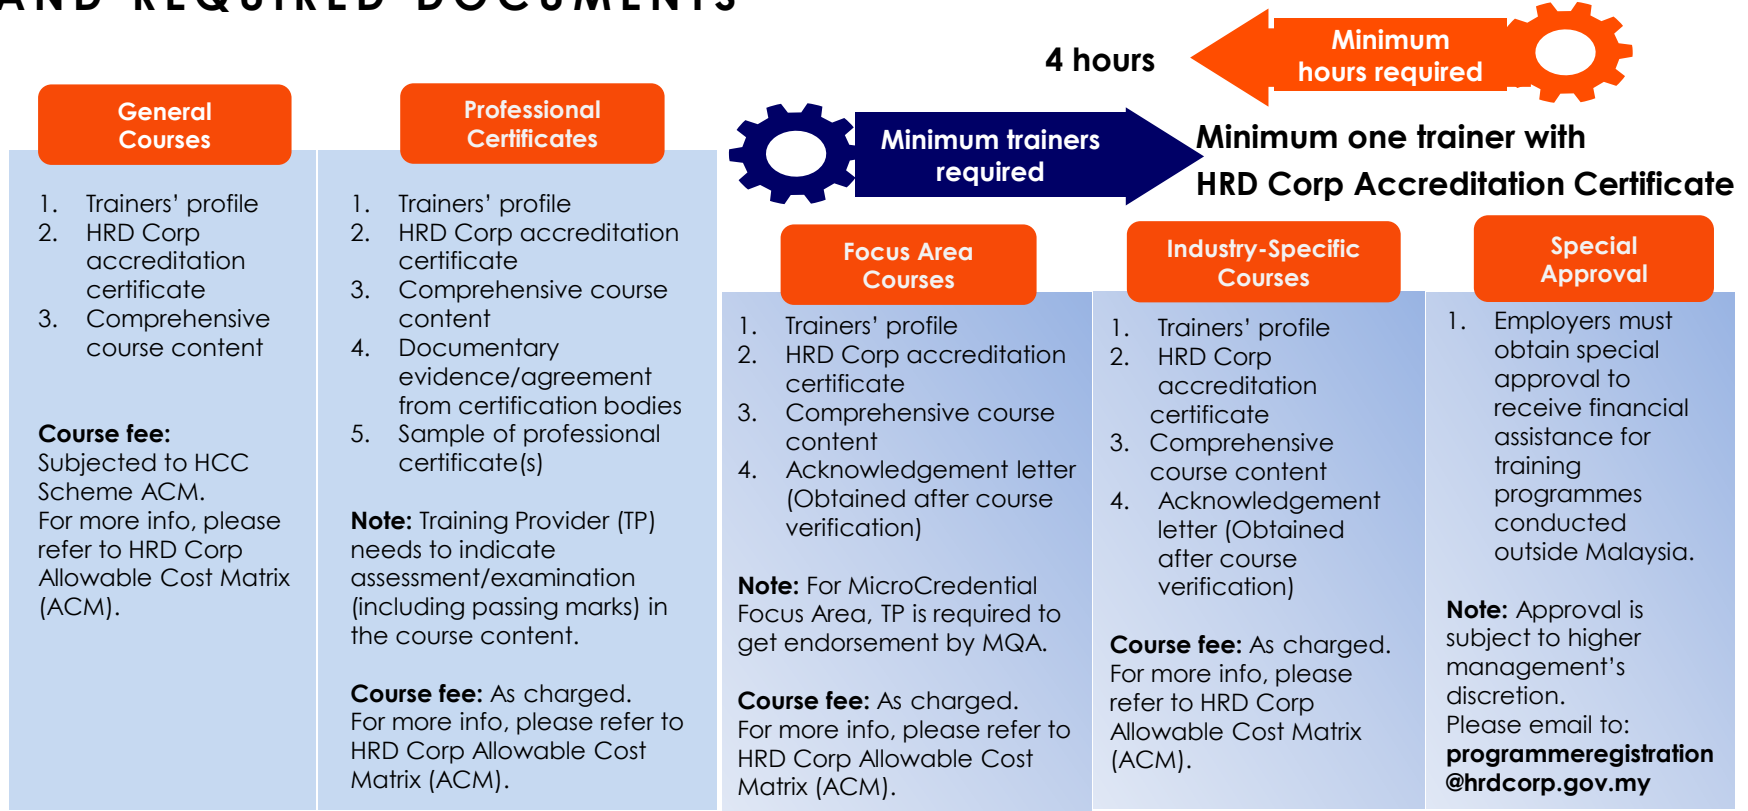 AND REQUIRED DOCUMENTS
4 hours
Minimum
hours required
Minimum trainers
required
Minimum one trainer with
HRD Corp Accreditation Certificate
General
Courses
1. Trainers' profile
2. HRD Corp
accreditation
certificate
3. Comprehensive
course content
Course fee:
Subjected to HCC
Scheme ACM.
For more info, please
refer to HRD Corp
Allowable Cost Matrix
(ACM).
Professional
Certificates
1. Trainers' profile
2. HRD Corp accreditation
certificate
3. Comprehensive course
content
4. Documentary
evidence/agreement
from certification bodies
5. Sample of professional
certificate(s)
Note: Training Provider (TP)
needs to indicate
assessment/examination
(including passing marks) in
the course content.
Course fee: As charged.
For more info, please refer to
HRD Corp Allowable Cost
Matrix (ACM).
Focus Area
Courses
1. Trainers' profile
2. HRD Corp accreditation
certificate
3. Comprehensive course
content
4. Acknowledgement letter
(Obtained after course
verification)
Note: For MicroCredential
Focus Area, TP is required to
get endorsement by MQA.
Course fee: As charged.
For more info, please refer to
HRD Corp Allowable Cost
Matrix (ACM).
Industry-Specific
Courses
1. Trainers' profile
2. HRD Corp
accreditation
certificate
3. Comprehensive
course content
4. Acknowledgement
letter (Obtained
after course
verification)
Course fee: As charged.
For more info, please
refer to HRD Corp
Allowable Cost Matrix
(ACM).
Special
Approval
1. Employers must
obtain special
approval to
receive financial
assistance for
training
programmes
conducted
outside Malaysia.
Note: Approval is
subject to higher
management's
discretion.
Please email to:
programmeregistration
@hrdcorp.gov.my